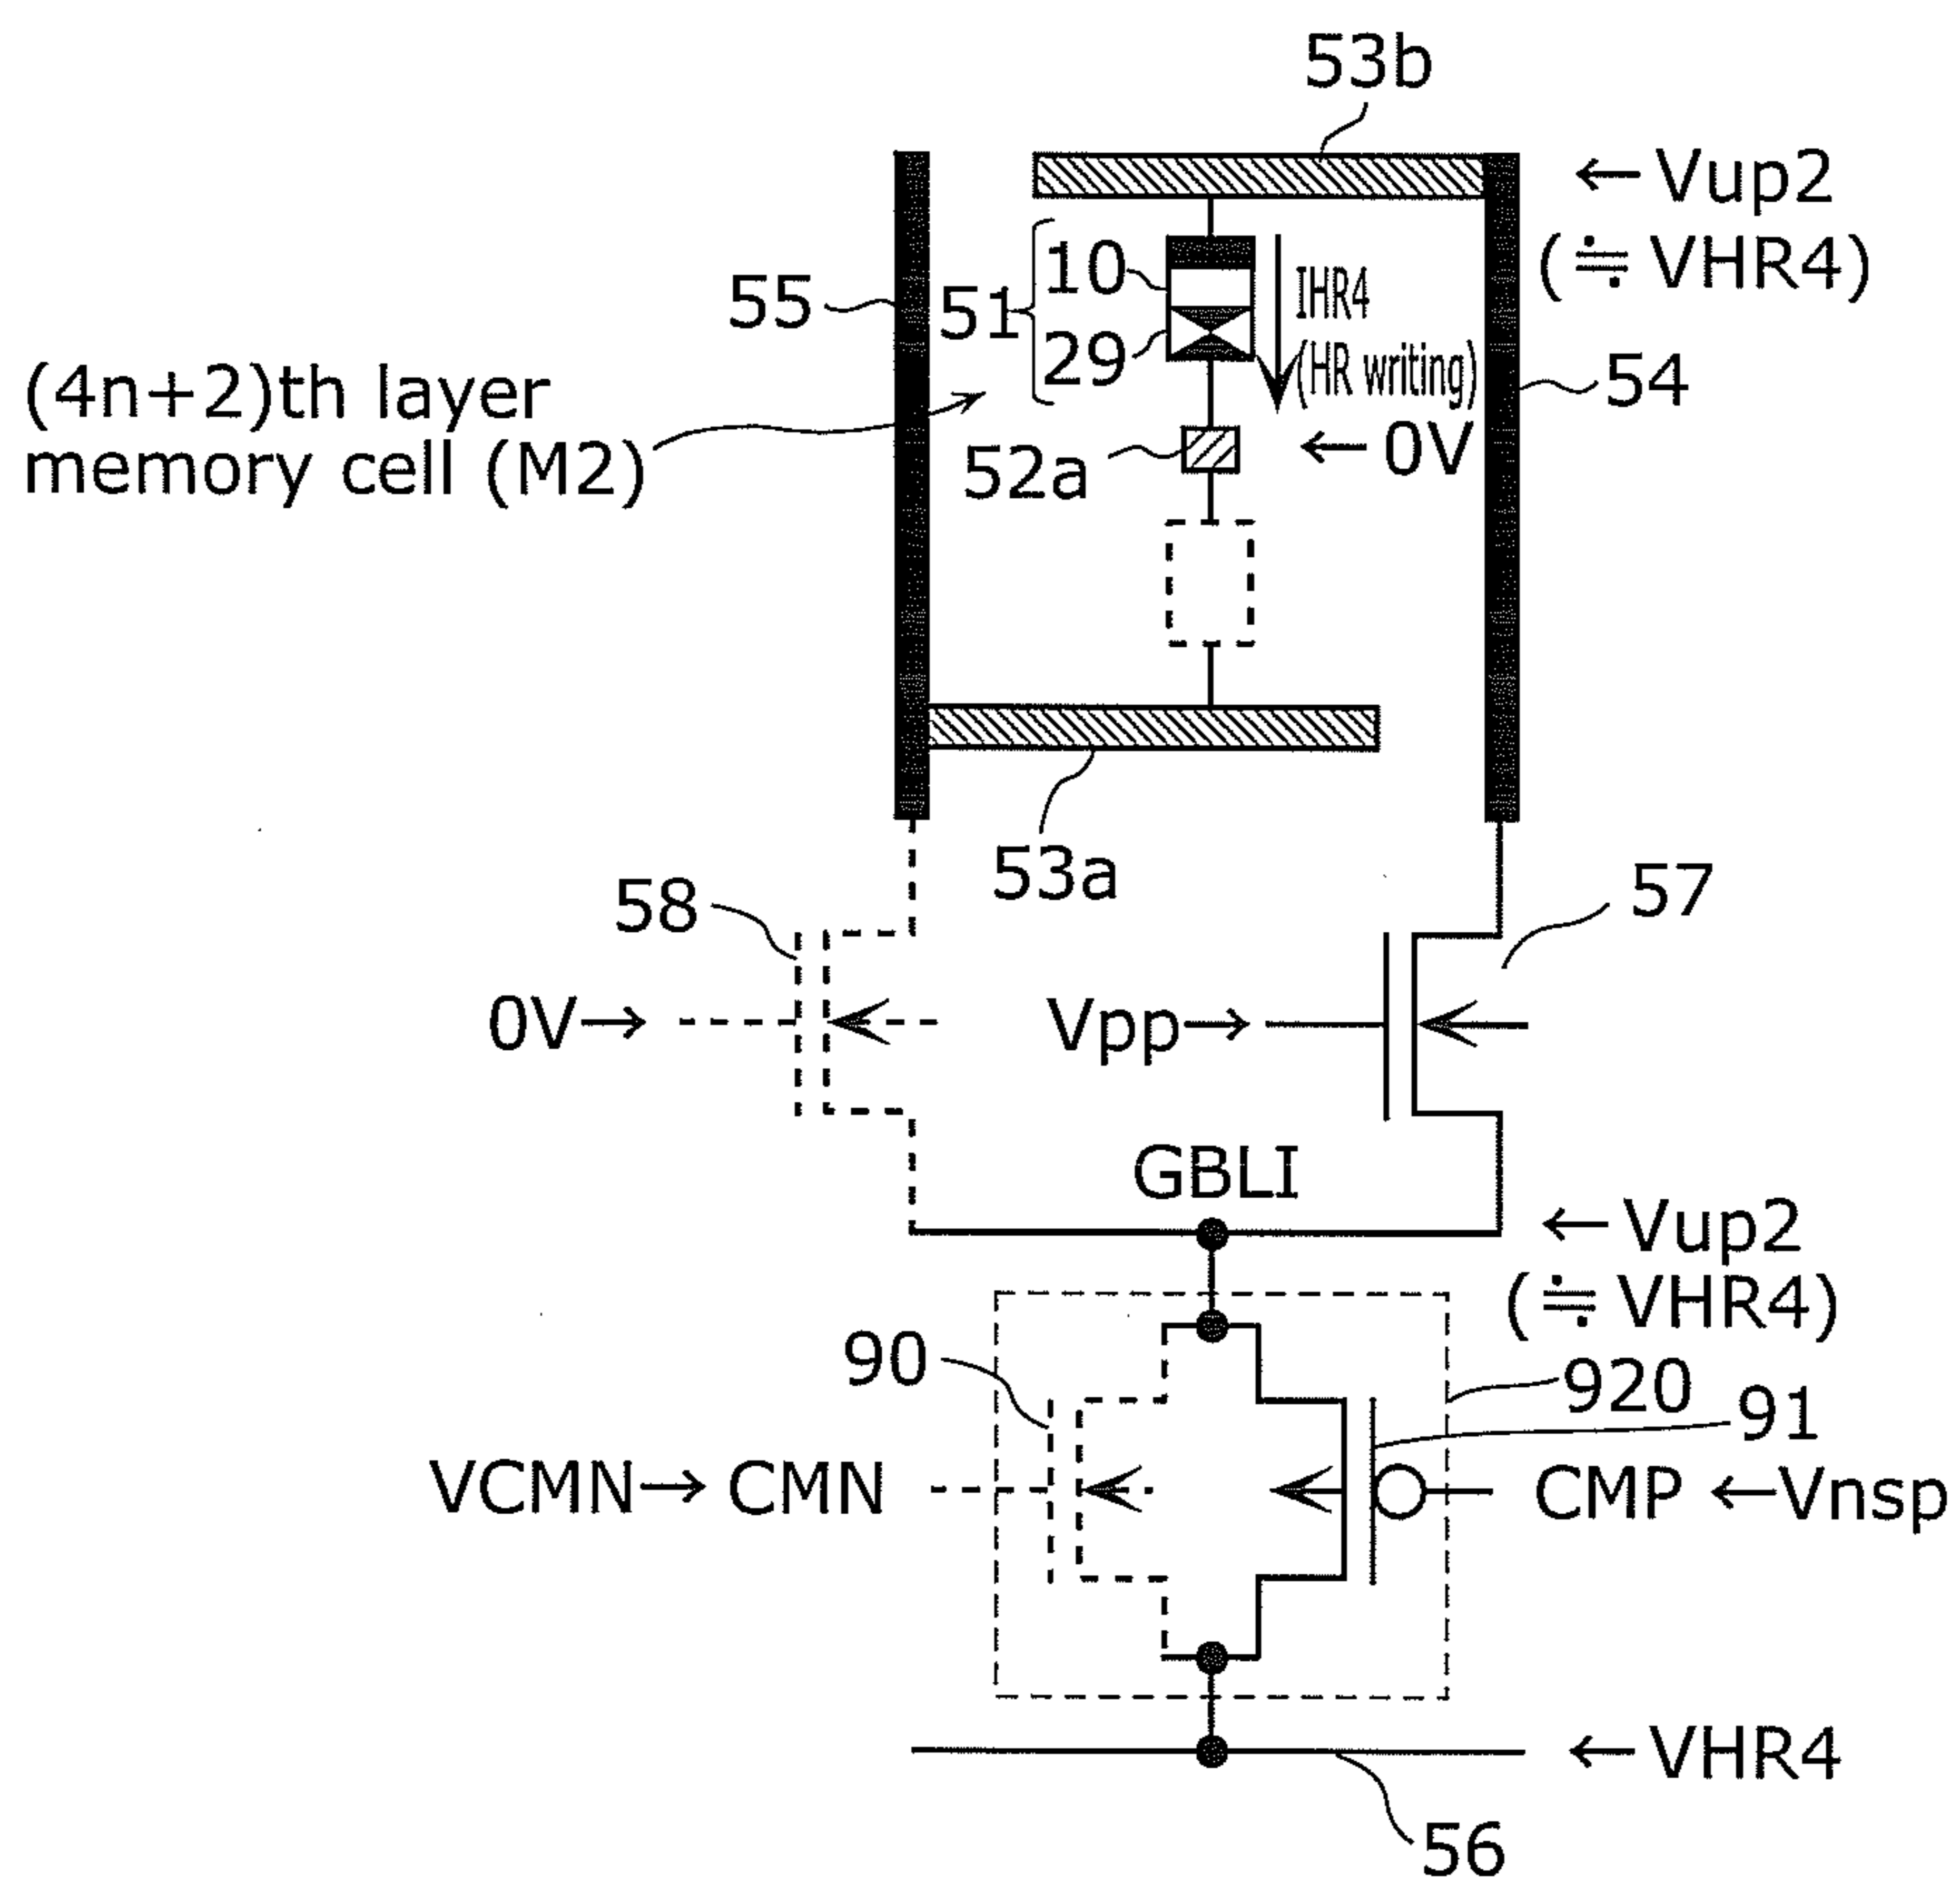 53b
← Vup2
(≒ VHR4)
55
51
10
29
IHR4
(HR writing)
54
(4n+2)th layer
memory cell (M2)
52a
← 0V
53a
58
57
0V →
Vpp →
GBLI
← Vup2
(≒ VHR4)
90
920
91
VCMN → CMN
CMP ← Vnsp
← VHR4
56